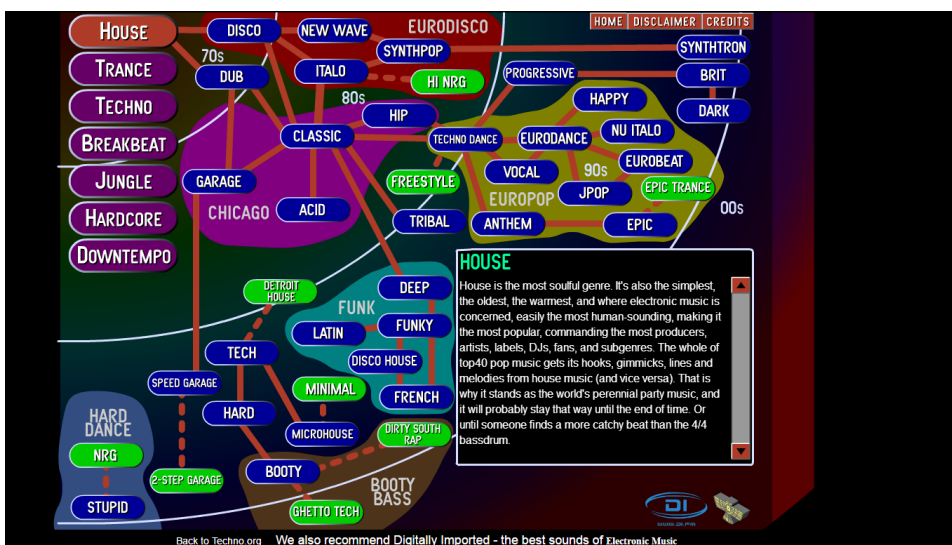 HOME DISCLAIMER CREDITS
HOUSE
TRANCE
TECHNO
BREAKBEAT
JUNGLE
HARDCORE
DOWNTEMPO
DISCO
NEW WAVE
EURODISCO
SYNTHPOP
SYNTHTRON
70s
DUB
ITALO
HI NRG
PROGRESSIVE
BRIT
80s
HIP
HAPPY
DARK
CLASSIC
TECHNO DANCE
EURODANCE
NU ITALO
VOCAL
90s
EUROBEAT
GARAGE
FREESTYLE
EUROPOP
JPOP
EPIC TRANCE
CHICAGO
ACID
TRIBAL
ANTHEM
EPIC
00s
DETROIT
HOUSE
DEEP
FUNK
LATIN
FUNKY
TECH
DISCO HOUSE
SPEED GARAGE
MINIMAL
FRENCH
HARD
DANCE
HARD
MICROHOUSE
DIRTY SOUTH
RAP
NRG
BOOTY
2-STEP GARAGE
BOOTY
BASS
STUPID
GHETTO TECH
HOUSE
House is the most soulful genre. It's also the simplest,
the oldest, the warmest, and where electronic music is
concerned, easily the most human-sounding, making it
the most popular, commanding the most producers,
artists, labels, DJs, fans, and subgenres. The whole of
top40 pop music gets its hooks, gimmicks, lines and
melodies from house music (and vice versa). That is
why it stands as the world's perennial party music, and
it will probably stay that way until the end of time. Or
until someone finds a more catchy beat than the 4/4
bassdrum.
DI
WWW.DI.FM
Back to Techno.org We also recommend Digitally Imported - the best sounds of Electronic Music